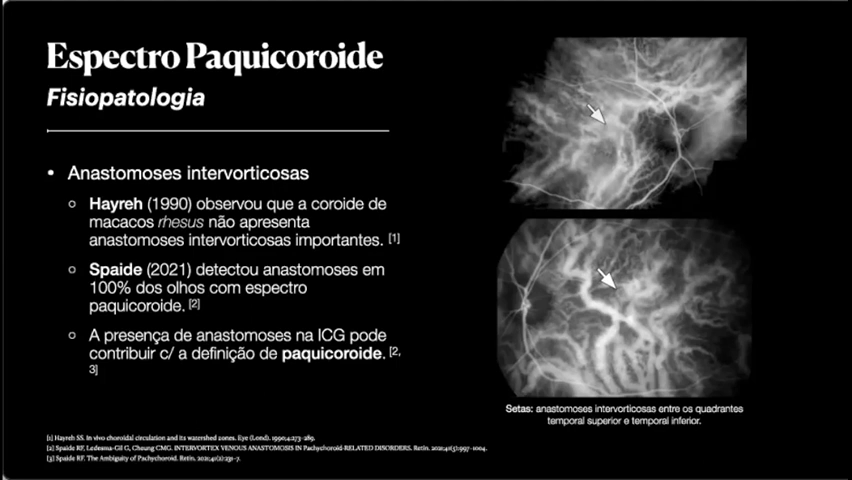 Espectro Paquicoroide
Fisiopatologia
• Anastomoses intervorticosas
○ Hayreh (1990) observou que a coroide de
macacos rhesus não apresenta
anastomoses intervorticosas importantes. [1]
○ Spaide (2021) detectou anastomoses em
100% dos olhos com espectro
paquicoroide. [2]
○ A presença de anastomoses na ICG pode
contribuir c/ a definição de paquicoroide. [2,
3]
Setas: anastomoses intervorticosas entre os quadrantes
temporal superior e temporal inferior.
[1] Hayreh SS. In vivo choroidal circulation and its watershed zones. Eye (Lond). 1990;4:273–289.
[2] Spaide RF, Ledesma-Gil G, Cheung CMG. INTERVORTEX VENOUS ANASTOMOSIS IN Pachychoroid-RELATED DISORDERS. Retin. 2021;41(5):997–1004.
[3] Spaide RF. The Ambiguity of Pachychoroid. Retin. 2021;41(2):231–7.